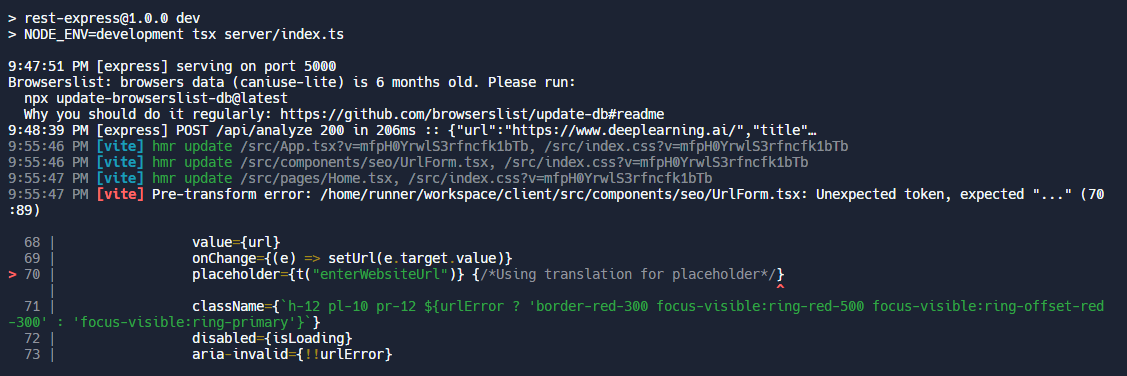 > rest-express@1.0.0 dev
> NODE_ENV=development tsx server/index.ts
9:47:51 PM [express] serving on port 5000
Browserslist: browsers data (caniuse-lite) is 6 months old. Please run:
  npx update-browserslist-db@latest
  Why you should do it regularly: https://github.com/browserslist/update-db#readme
9:48:39 PM [express] POST /api/analyze 200 in 206ms :: {"url":"https://www.deeplearning.ai/","title"…
9:55:46 PM [vite] hmr update /src/App.tsx?v=mfpH0YrwlS3rfncfk1bTb, /src/index.css?v=mfpH0YrwlS3rfncfk1bTb
9:55:46 PM [vite] hmr update /src/components/seo/UrlForm.tsx, /src/index.css?v=mfpH0YrwlS3rfncfk1bTb
9:55:47 PM [vite] hmr update /src/pages/Home.tsx, /src/index.css?v=mfpH0YrwlS3rfncfk1bTb
9:55:47 PM [vite] Pre-transform error: /home/runner/workspace/client/src/components/seo/UrlForm.tsx: Unexpected token, expected "..." (70
:89)
  68 |                 value={url}
  69 |                 onChange={(e) => setUrl(e.target.value)}
> 70 |                 placeholder={t("enterWebsiteUrl")} {/*Using translation for placeholder*/}
     |                                                                                          ^
  71 |                 className={`h-12 pl-10 pr-12 ${urlError ? 'border-red-300 focus-visible:ring-red-500 focus-visible:ring-offset-red
-300' : 'focus-visible:ring-primary'}`}
  72 |                 disabled={isLoading}
  73 |                 aria-invalid={!!urlError}